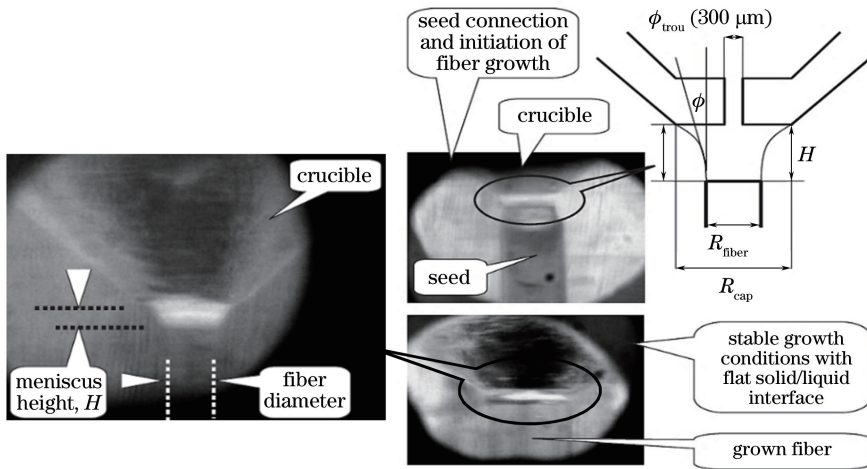 seed connection
and initiation of
fiber growth
ϕtrou (300 μm)
crucible
ϕ
H
Rfiber
Rcap
seed
crucible
meniscus
height, H
fiber
diameter
stable growth
conditions with
flat solid/liquid
interface
grown fiber